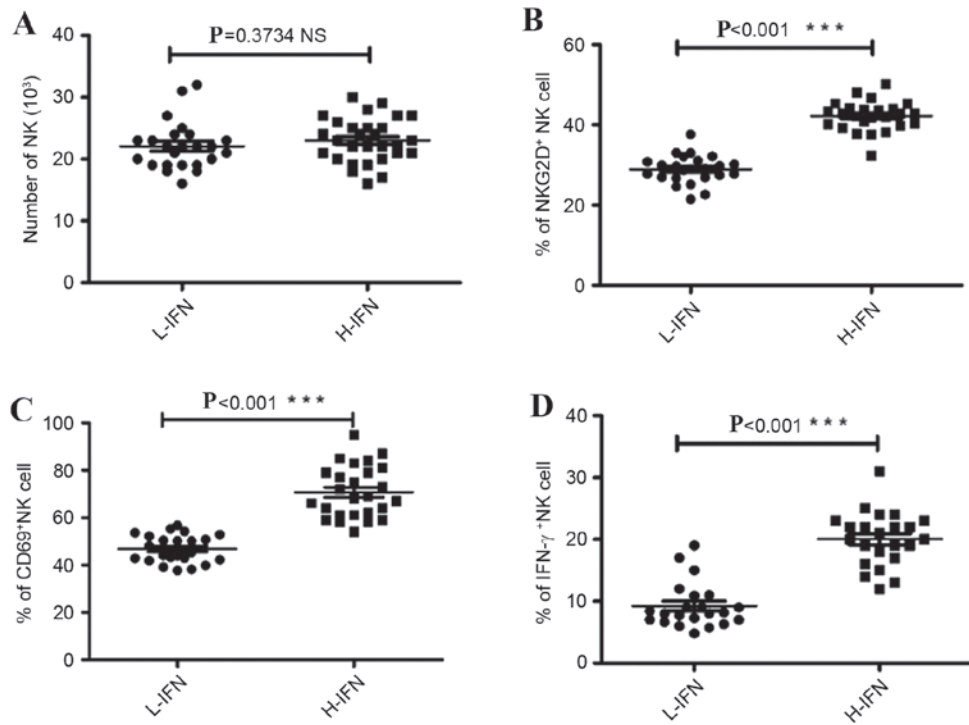 A
P=0.3734 NS
Number of NK (10³)
40
30
20
10
0
L-IFN
H-IFN
B
P<0.001 ***
% of NKG2D⁺ NK cell
60
40
20
0
L-IFN
H-IFN
C
P<0.001 ***
% of CD69⁺NK cell
100
80
60
40
20
0
L-IFN
H-IFN
D
P<0.001 ***
% of IFN-γ ⁺NK cell
40
30
20
10
0
L-IFN
H-IFN